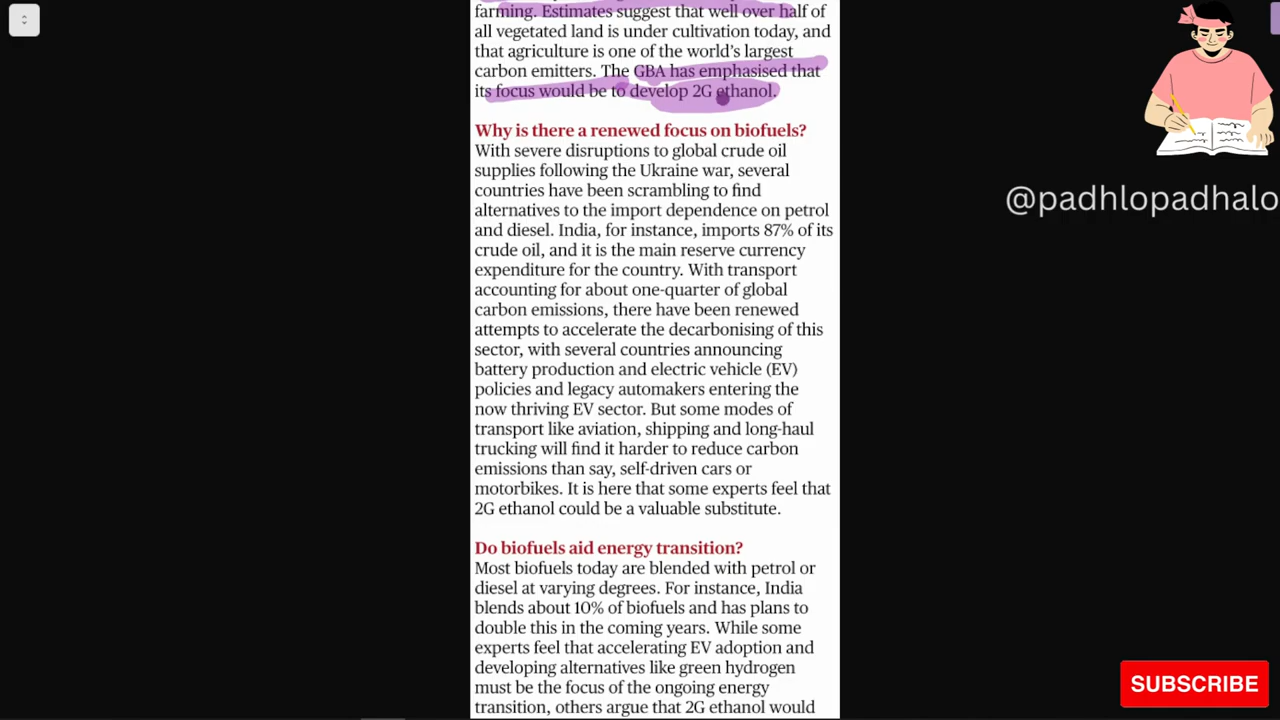 farming. Estimates suggest that well over half of
all vegetated land is under cultivation today, and
that agriculture is one of the world's largest
carbon emitters. The GBA has emphasised that
its focus would be to develop 2G ethanol.
Why is there a renewed focus on biofuels?
With severe disruptions to global crude oil
supplies following the Ukraine war, several
countries have been scrambling to find
alternatives to the import dependence on petrol
and diesel. India, for instance, imports 87% of its
crude oil, and it is the main reserve currency
expenditure for the country. With transport
accounting for about one-quarter of global
carbon emissions, there have been renewed
attempts to accelerate the decarbonising of this
sector, with several countries announcing
battery production and electric vehicle (EV)
policies and legacy automakers entering the
now thriving EV sector. But some modes of
transport like aviation, shipping and long-haul
trucking will find it harder to reduce carbon
emissions than say, self-driven cars or
motorbikes. It is here that some experts feel that
2G ethanol could be a valuable substitute.
Do biofuels aid energy transition?
Most biofuels today are blended with petrol or
diesel at varying degrees. For instance, India
blends about 10% of biofuels and has plans to
double this in the coming years. While some
experts feel that accelerating EV adoption and
developing alternatives like green hydrogen
must be the focus of the ongoing energy
transition, others argue that 2G ethanol would
@padhlopadhalo
SUBSCRIBE